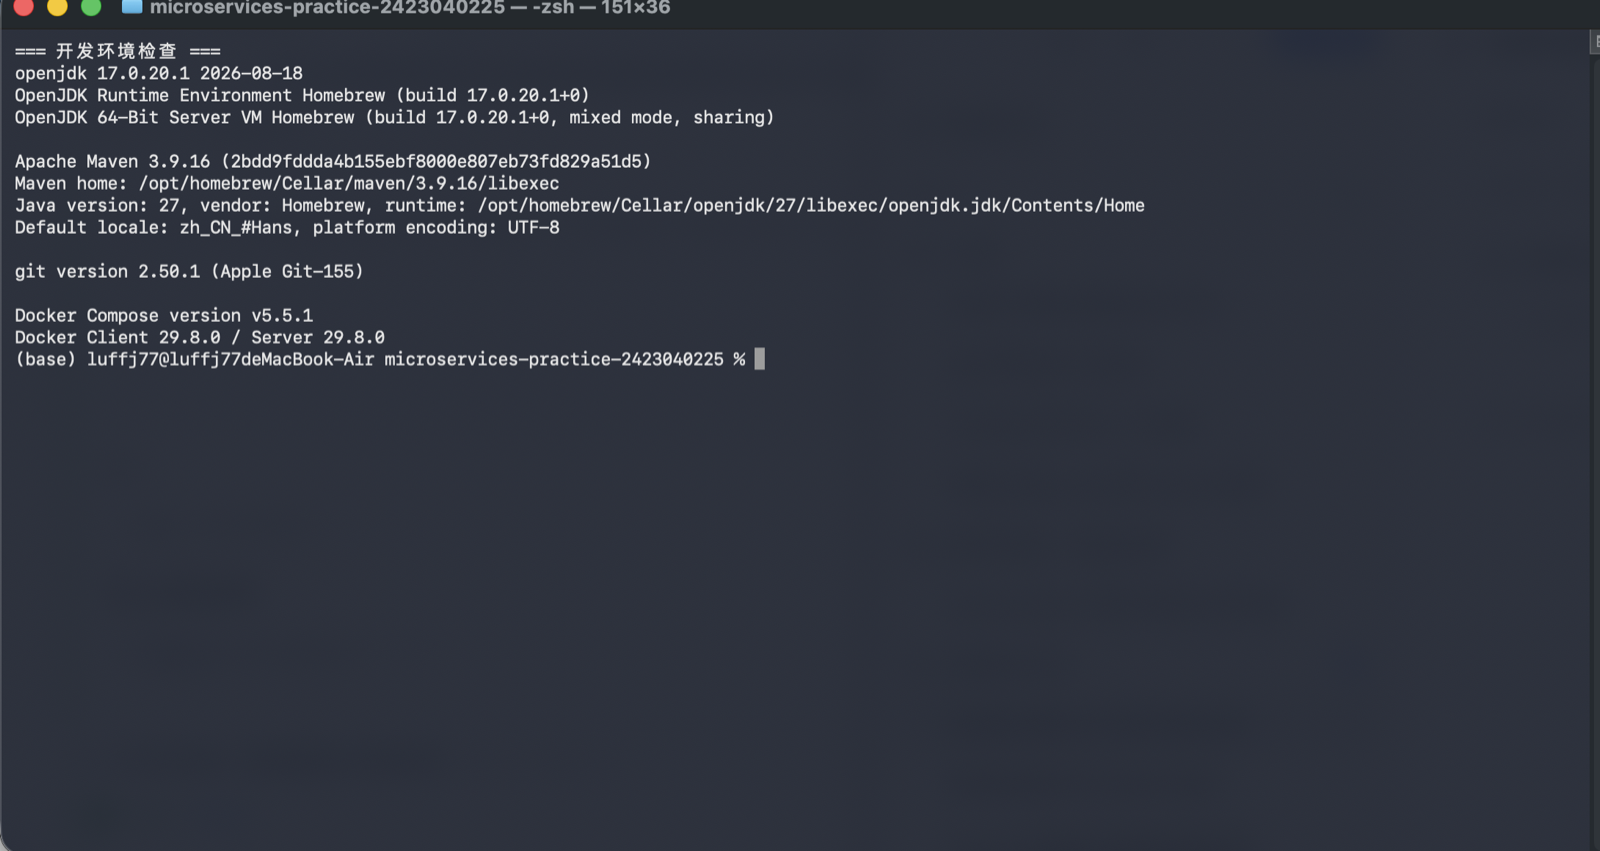 microservices-practice-2423040225 — -zsh — 151×36
=== 开发环境检查 ===
openjdk 17.0.20.1 2026-08-18
OpenJDK Runtime Environment Homebrew (build 17.0.20.1+0)
OpenJDK 64-Bit Server VM Homebrew (build 17.0.20.1+0, mixed mode, sharing)
Apache Maven 3.9.16 (2bdd9fddda4b155ebf8000e807eb73fd829a51d5)
Maven home: /opt/homebrew/Cellar/maven/3.9.16/libexec
Java version: 27, vendor: Homebrew, runtime: /opt/homebrew/Cellar/openjdk/27/libexec/openjdk.jdk/Contents/Home
Default locale: zh_CN_#Hans, platform encoding: UTF-8
git version 2.50.1 (Apple Git-155)
Docker Compose version v5.5.1
Docker Client 29.8.0 / Server 29.8.0
(base) luffj77@luffj77deMacBook-Air microservices-practice-2423040225 %